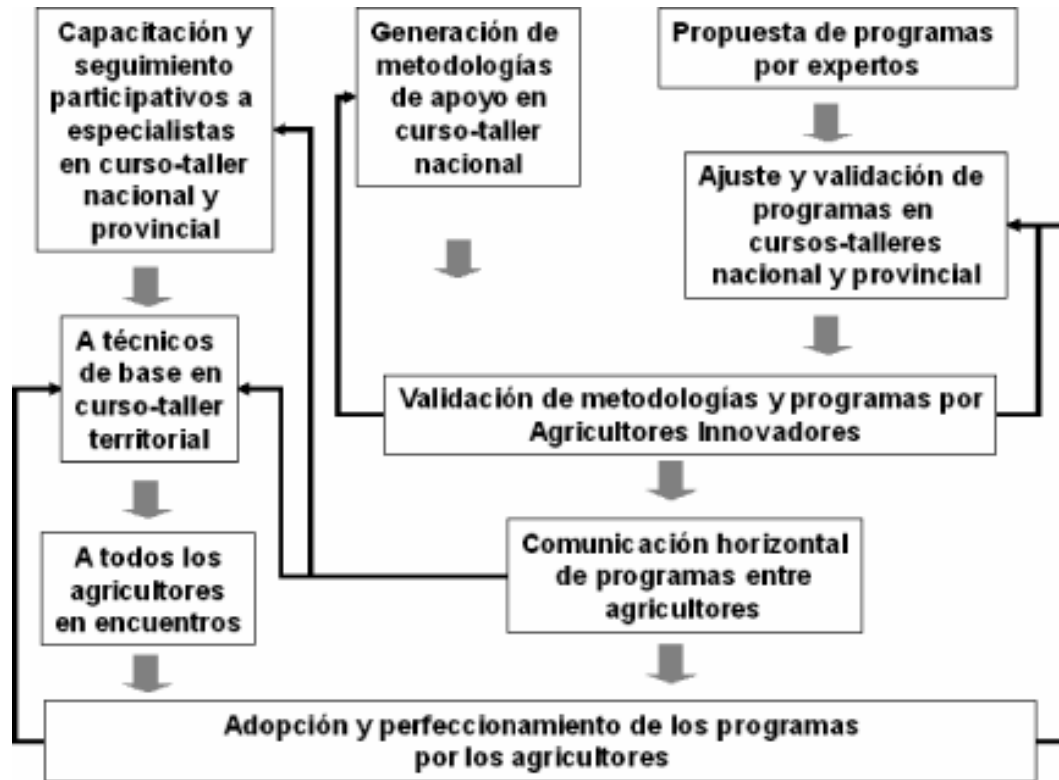 Capacitación y
seguimiento
participativos a
especialistas
en curso-taller
nacional y
provincial
Generación de
metodologías
de apoyo en
curso-taller
nacional
Propuesta de programas
por expertos
Ajuste y validación de
programas en
cursos-talleres
nacional y provincial
A técnicos
de base en
curso-taller
territorial
Validación de metodologías y programas por
Agricultores Innovadores
A todos los
agricultores
en encuentros
Comunicación horizontal
de programas entre
agricultores
Adopción y perfeccionamiento de los programas
por los agricultores